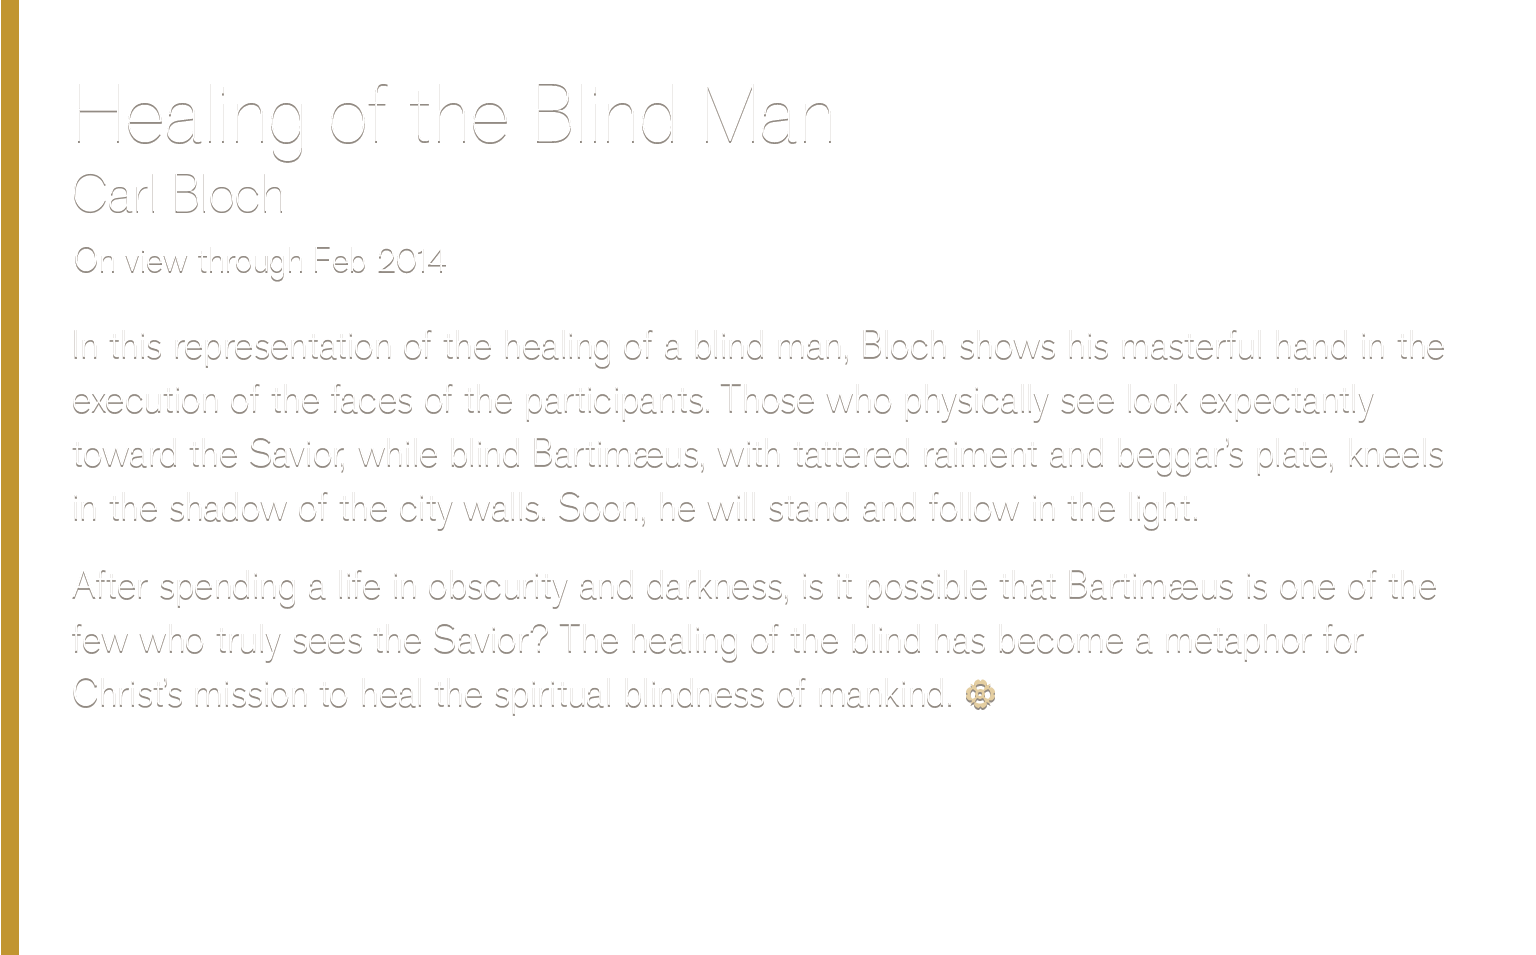 Healing of the Blind Man
Carl Bloch
On view through Feb 2014
In this representation of the healing of a blind man, Bloch shows his masterful hand in the
execution of the faces of the participants. Those who physically see look expectantly
toward the Savior, while blind Bartimæus, with tattered raiment and beggar’s plate, kneels
in the shadow of the city walls. Soon, he will stand and follow in the light.
After spending a life in obscurity and darkness, is it possible that Bartimæus is one of the
few who truly sees the Savior? The healing of the blind has become a metaphor for
Christ’s mission to heal the spiritual blindness of mankind.